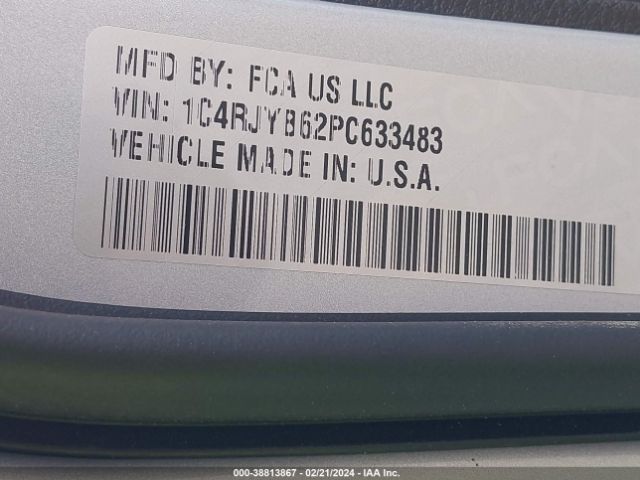 MFD BY: FCA US LLC
VIN: 1C4RJYB62PC633483
VEHICLE MADE IN: U.S.A.
000-38813867 - 02/21/2024 - IAA Inc.